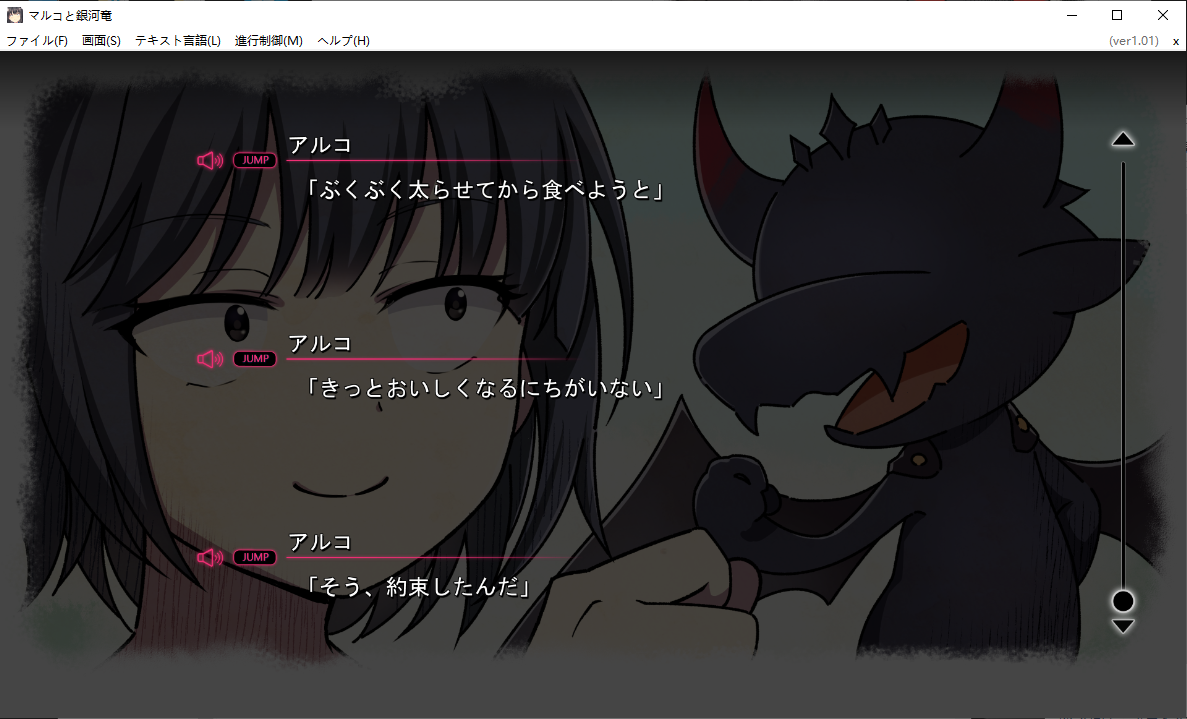 マルコと銀河竜
ファイル(F) 画面(S) テキスト言語(L) 進行制御(M) ヘルプ(H) (ver1.01) x
アルコ
JUMP
「ぶくぶく太らせてから食べようと」
アルコ
JUMP
「きっとおいしくなるにちがいない」
アルコ
JUMP
「そう、約束したんだ」